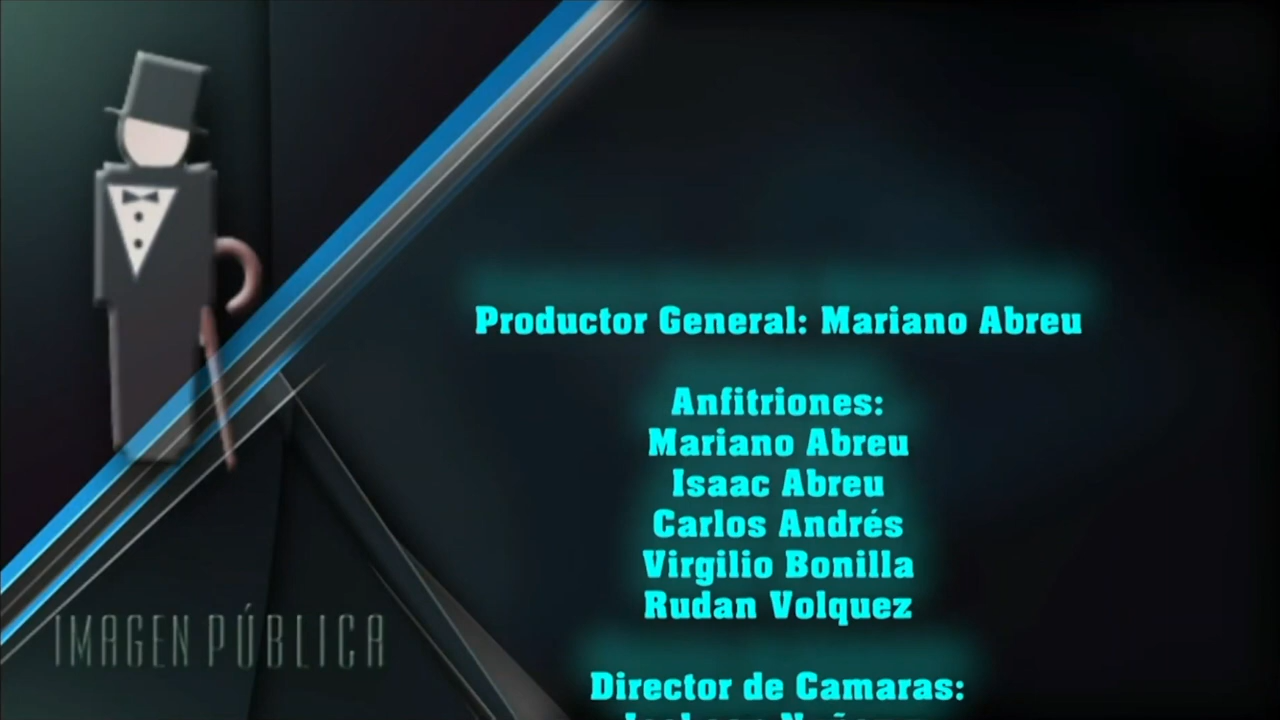 Productor General: Mariano Abreu
Anfitriones:
Mariano Abreu
Isaac Abreu
Carlos Andrés
Virgilio Bonilla
Rudan Volquez
Director de Camaras:
IMAGEN PÚBLICA